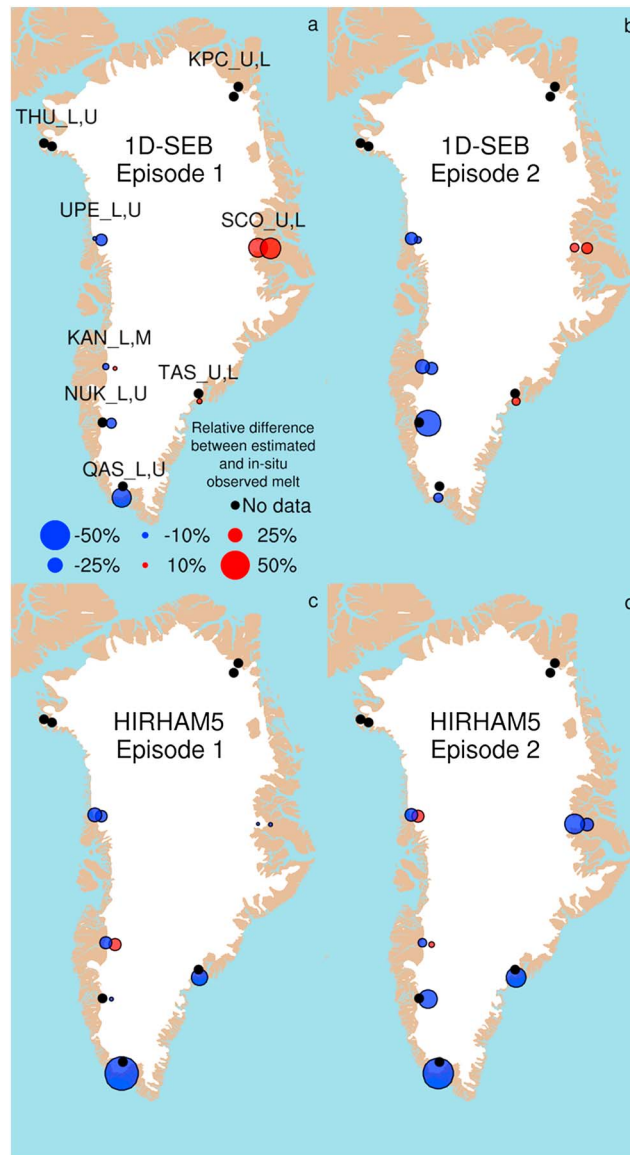 a
KPC_U,L
THU_L,U
1D-SEB
Episode 1
UPE_L,U
SCO_U,L
KAN_L,M
TAS_U,L
NUK_L,U
QAS_L,U
Relative difference
between estimated
and in-situ
observed melt
No data
-50%
-10%
25%
-25%
10%
50%
b
1D-SEB
Episode 2
c
HIRHAM5
Episode 1
HIRHAM5
Episode 2